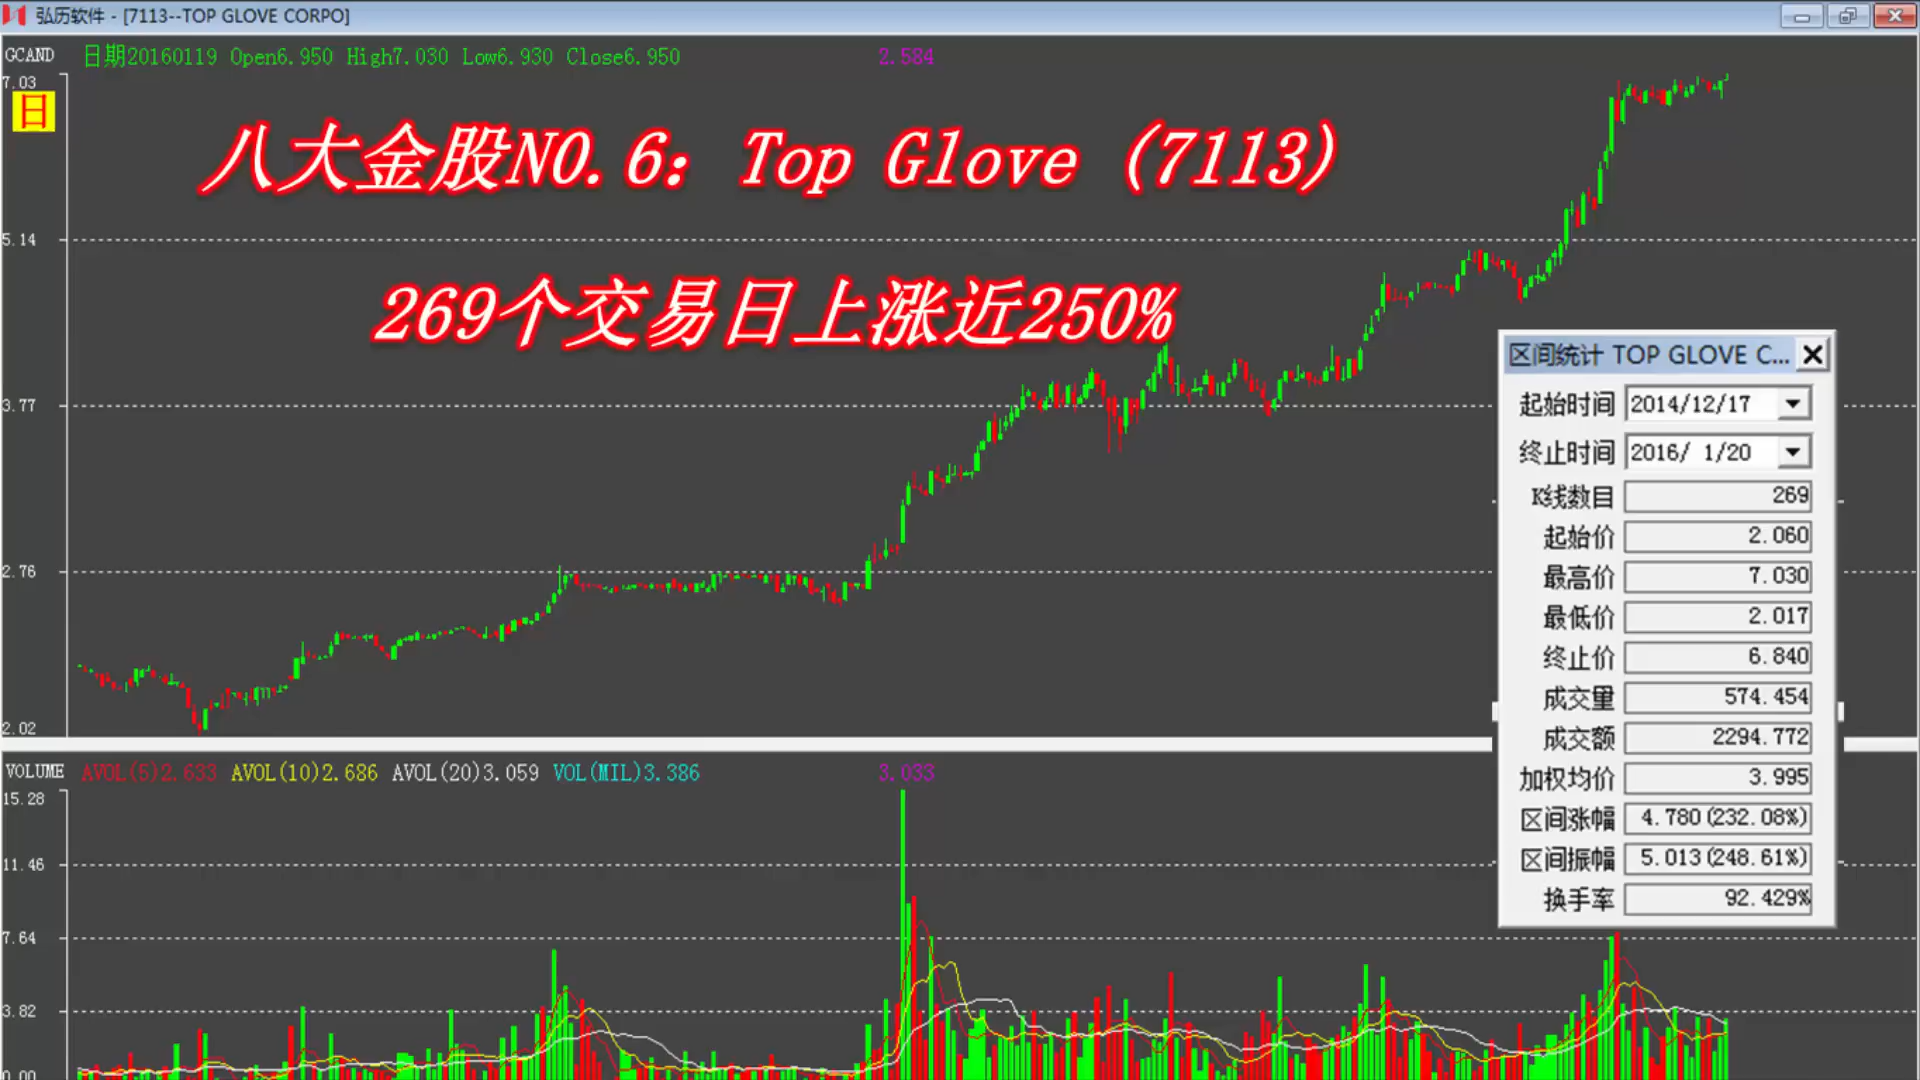 弘历软件 - [7113--TOP GLOVE CORPO]
GCAND 日期20160119 Open6.950 High7.030 Low6.930 Close6.950 2.584
7.03
日
八大金股NO.6：Top Glove（7113）
5.14
269个交易日上涨近250%
3.77
2.76
2.02
区间统计 TOP GLOVE C...
起始时间 2014/12/17
终止时间 2016/ 1/20
K线数目 269
起始价 2.060
最高价 7.030
最低价 2.017
终止价 6.840
成交量 574.454
成交额 2294.772
加权均价 3.995
区间涨幅 4.780(232.08%)
区间振幅 5.013(248.61%)
换手率 92.429%
VOLUME AVOL(5)2.633 AVOL(10)2.686 AVOL(20)3.059 VOL(MIL)3.386 3.033
15.28
11.46
7.64
3.82
0.00